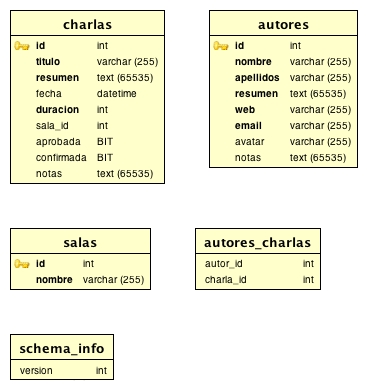 charlas
id int
titulo varchar (255)
resumen text (65535)
fecha datetime
duracion int
sala_id int
aprobada BIT
confirmada BIT
notas text (65535)
autores
id int
nombre varchar (255)
apellidos varchar (255)
resumen text (65535)
web varchar (255)
email varchar (255)
avatar varchar (255)
notas text (65535)
salas
id int
nombre varchar (255)
autores_charlas
autor_id int
charla_id int
schema_info
version int